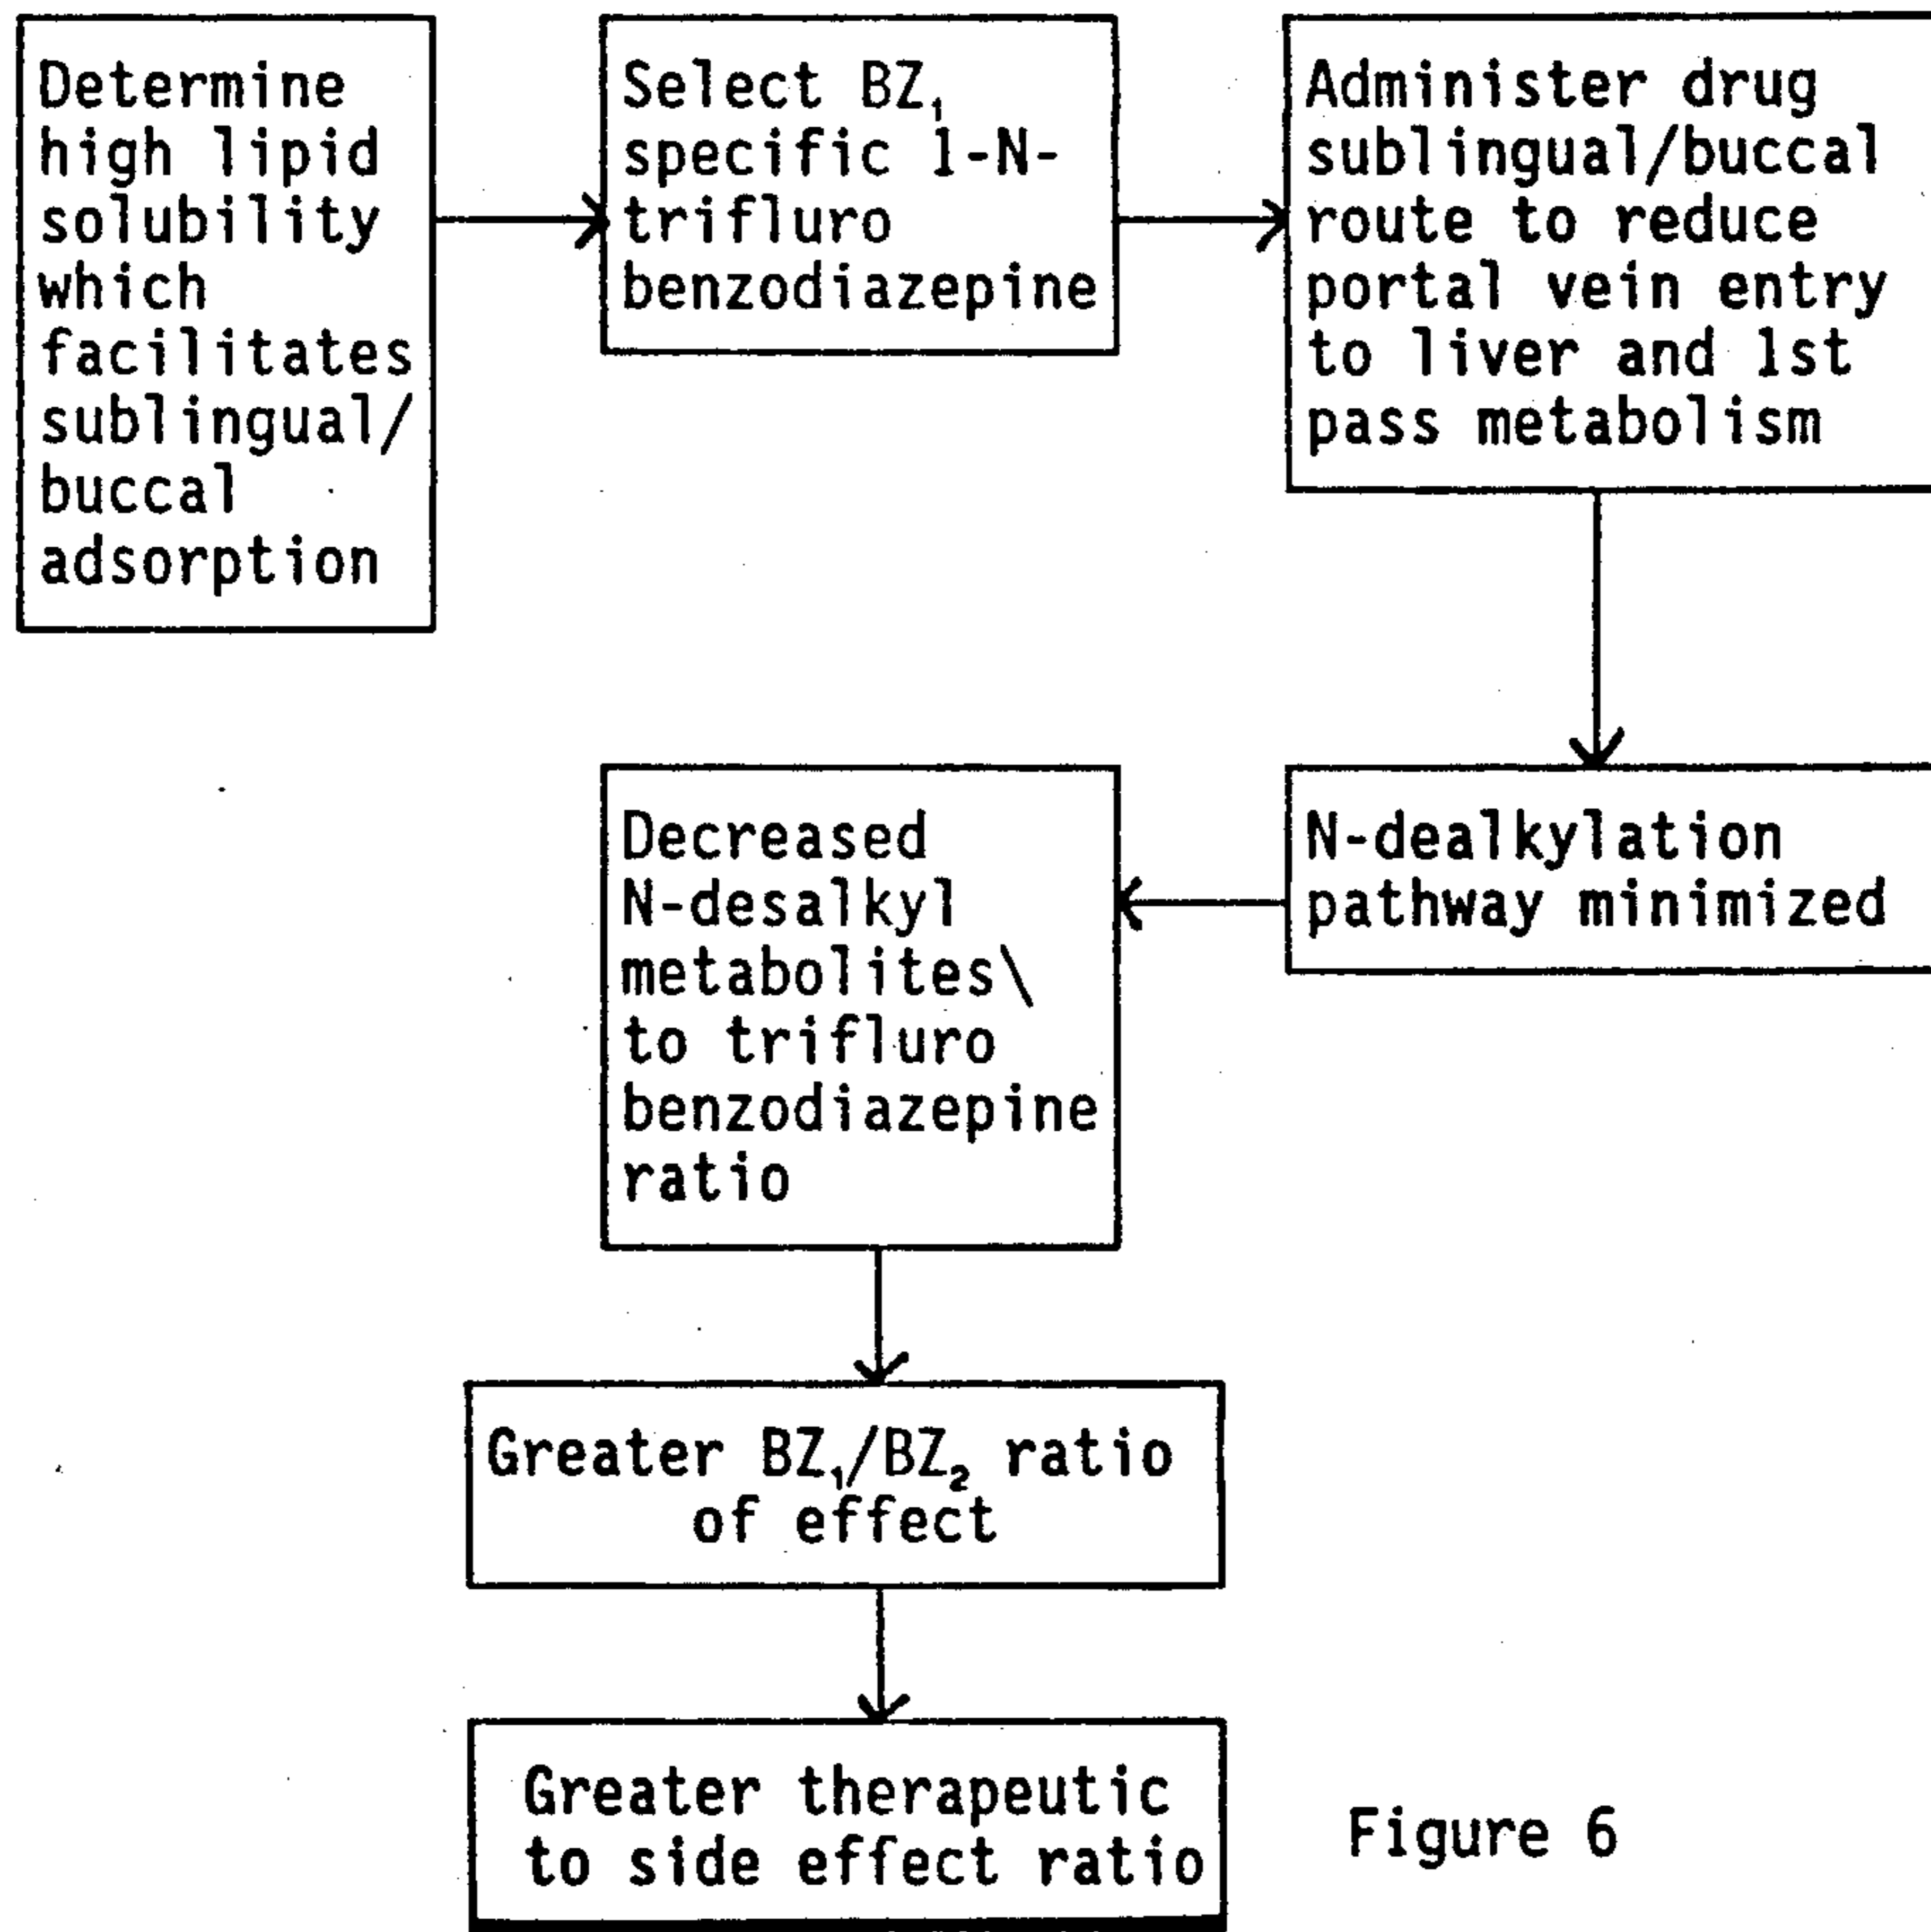 Determine
high lipid
solubility
which
facilitates
sublingual/
buccal
adsorption
Select BZ₁
specific 1-N-
trifluro
benzodiazepine
Administer drug
sublingual/buccal
route to reduce
portal vein entry
to liver and 1st
pass metabolism
N-dealkylation
pathway minimized
Decreased
N-desalkyl
metabolites\
to trifluro
benzodiazepine
ratio
Greater BZ₁/BZ₂ ratio
of effect
Greater therapeutic
to side effect ratio
Figure 6